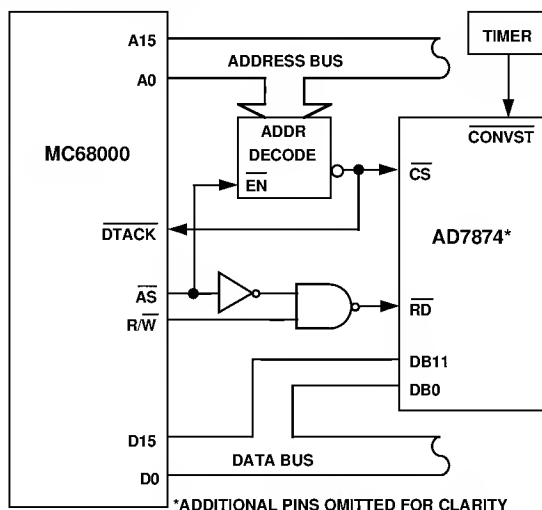 A15
TIMER
ADDRESS BUS
A0
ADDR
DECODE
CONVST
MC68000
EN
CS
DTACK
AD7874*
AS
R/W
RD
DB11
DB0
D15
DATA BUS
D0
*ADDITIONAL PINS OMITTED FOR CLARITY